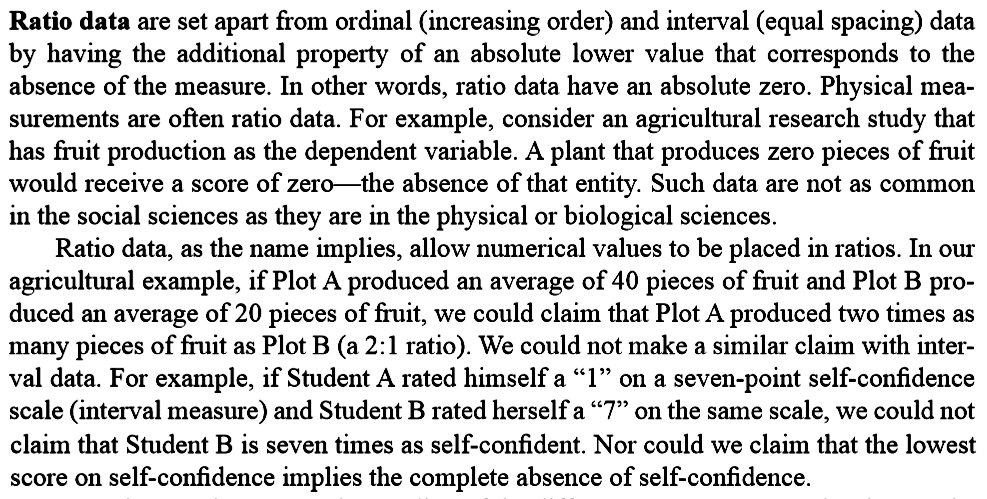 Ratio data are set apart from ordinal (increasing order) and interval (equal spacing) data
by having the additional property of an absolute lower value that corresponds to the
absence of the measure. In other words, ratio data have an absolute zero. Physical mea-
surements are often ratio data. For example, consider an agricultural research study that
has fruit production as the dependent variable. A plant that produces zero pieces of fruit
would receive a score of zero—the absence of that entity. Such data are not as common
in the social sciences as they are in the physical or biological sciences.
Ratio data, as the name implies, allow numerical values to be placed in ratios. In our
agricultural example, if Plot A produced an average of 40 pieces of fruit and Plot B pro-
duced an average of 20 pieces of fruit, we could claim that Plot A produced two times as
many pieces of fruit as Plot B (a 2:1 ratio). We could not make a similar claim with inter-
val data. For example, if Student A rated himself a “1” on a seven-point self-confidence
scale (interval measure) and Student B rated herself a “7” on the same scale, we could not
claim that Student B is seven times as self-confident. Nor could we claim that the lowest
score on self-confidence implies the complete absence of self-confidence.